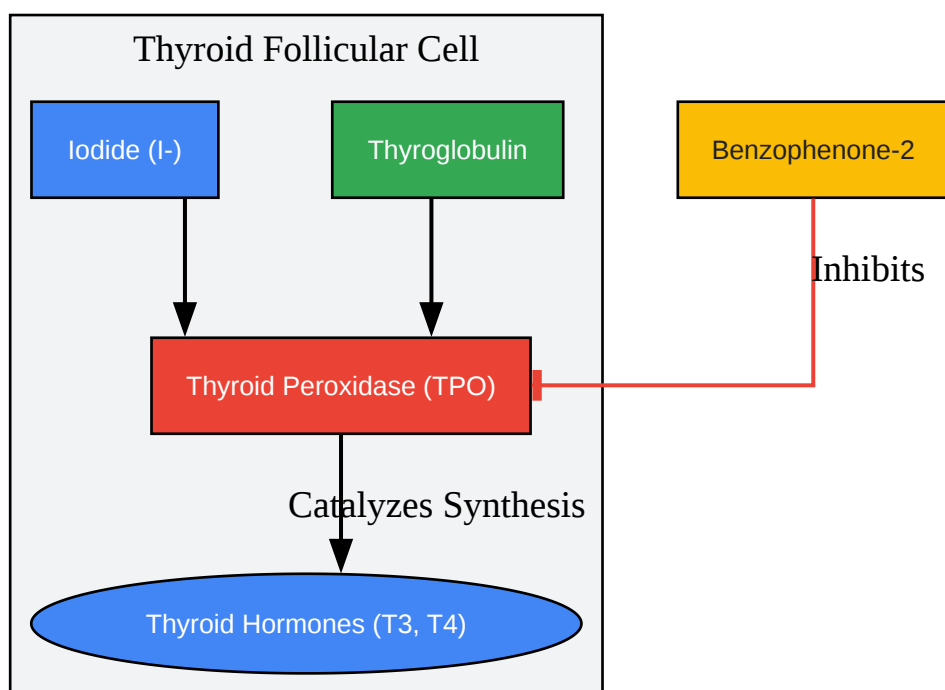 Thyroid Follicular Cell
Iodide (I-)
Thyroglobulin
Benzophenone-2
Inhibits
Thyroid Peroxidase (TPO)
Catalyzes Synthesis
Thyroid Hormones (T3, T4)